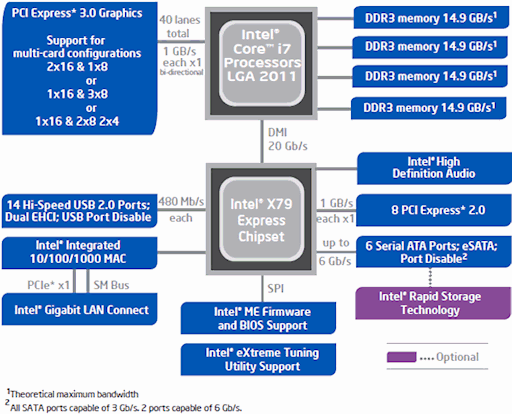 PCI Express* 3.0 Graphics
Support for
multi-card configurations
2x16 & 1x8
or
1x16 & 3x8
or
1x16 & 2x8 2x4
40 lanes
total
1 GB/s
each x1
bi-directional
Intel®
Core™ i7
Processors
LGA 2011
DDR3 memory 14.9 GB/s¹
DDR3 memory 14.9 GB/s¹
DDR3 memory 14.9 GB/s¹
DDR3 memory 14.9 GB/s¹
DMI
20 Gb/s
14 Hi-Speed USB 2.0 Ports;
Dual EHCI; USB Port Disable
480 Mb/s
each
Intel® Integrated
10/100/1000 MAC
PCIe* x1
SM Bus
Intel® Gigabit LAN Connect
Intel® X79
Express
Chipset
Intel® High
Definition Audio
1 GB/s
each x1
8 PCI Express* 2.0
up to
6 Gb/s
6 Serial ATA Ports; eSATA;
Port Disable²
Intel® Rapid Storage
Technology
SPI
Intel® ME Firmware
and BIOS Support
Intel® eXtreme Tuning
Utility Support
Optional
¹Theoretical maximum bandwidth
²All SATA ports capable of 3 Gb/s. 2 ports capable of 6 Gb/s.